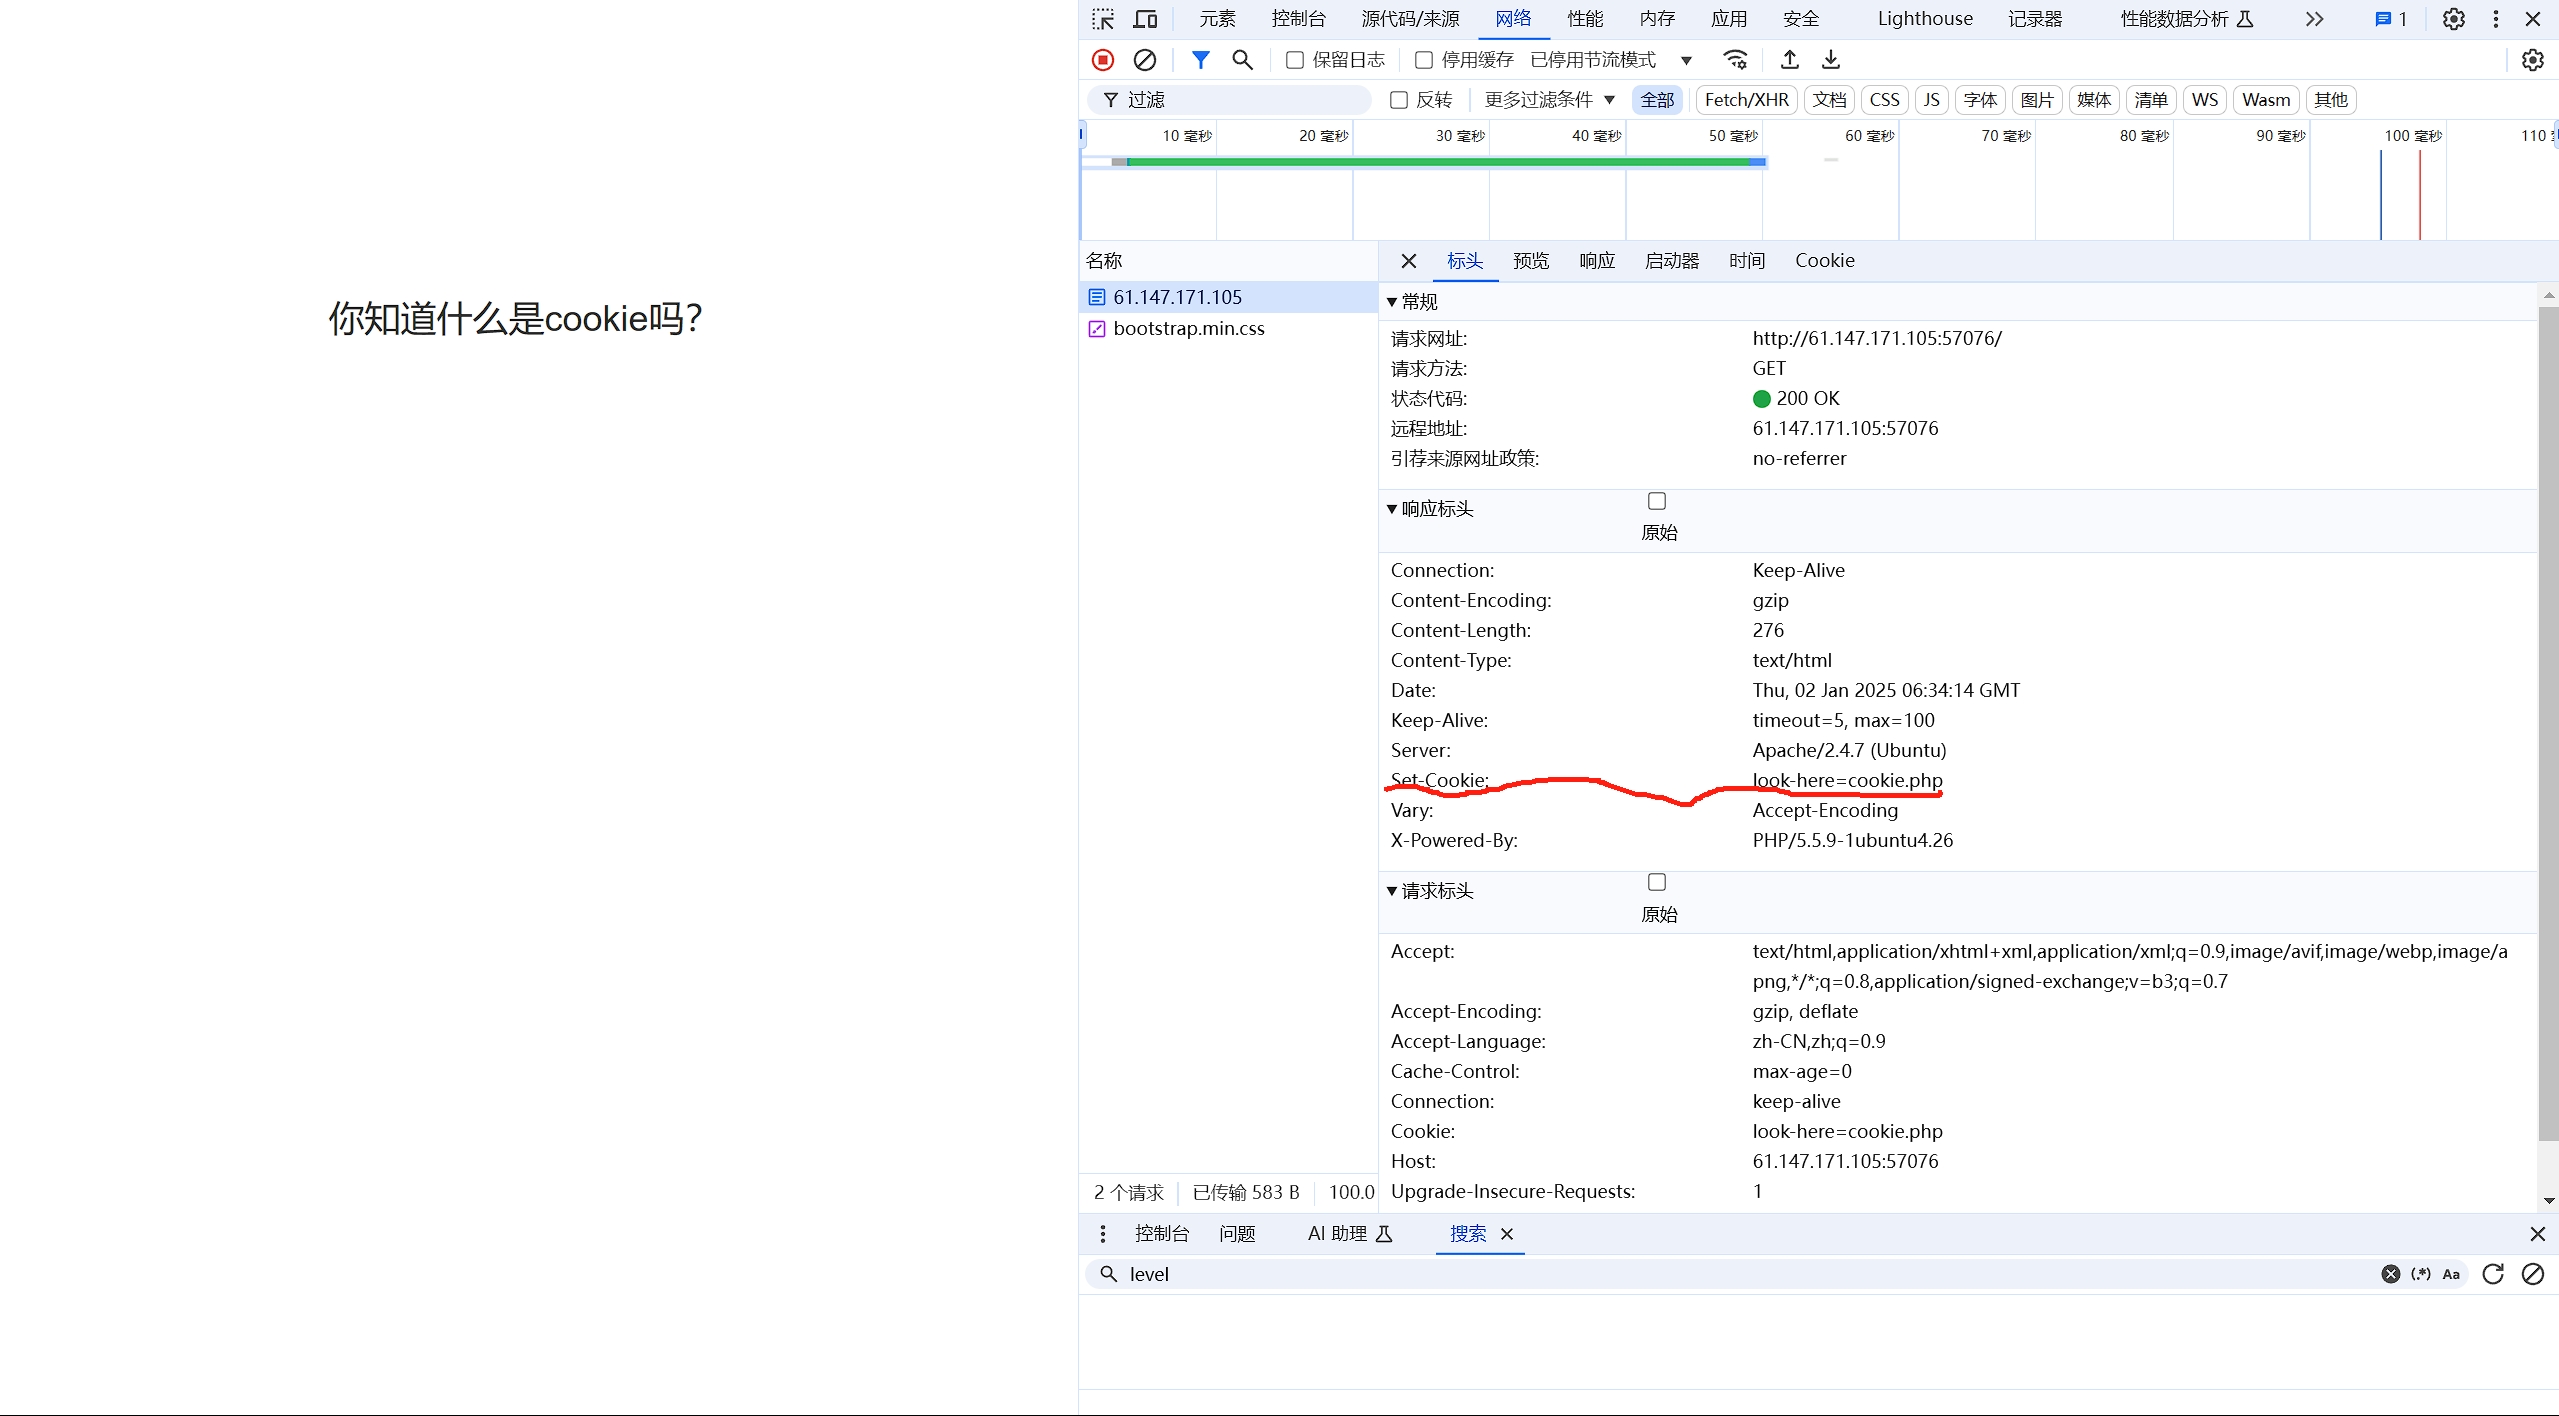 你知道什么是cookie吗?
元素 控制台 源代码/来源 网络 性能 内存 应用 安全 Lighthouse 记录器 性能数据分析 1
保留日志 停用缓存 已停用节流模式
过滤 反转 更多过滤条件 全部 Fetch/XHR 文档 CSS JS 字体 图片 媒体 清单 WS Wasm 其他
10 毫秒 20 毫秒 30 毫秒 40 毫秒 50 毫秒 60 毫秒 70 毫秒 80 毫秒 90 毫秒 100 毫秒 110
名称
61.147.171.105
bootstrap.min.css
标头 预览 响应 启动器 时间 Cookie
常规
请求网址: http://61.147.171.105:57076/
请求方法: GET
状态代码: 200 OK
远程地址: 61.147.171.105:57076
引荐来源网址政策: no-referrer
响应标头 原始
Connection: Keep-Alive
Content-Encoding: gzip
Content-Length: 276
Content-Type: text/html
Date: Thu, 02 Jan 2025 06:34:14 GMT
Keep-Alive: timeout=5, max=100
Server: Apache/2.4.7 (Ubuntu)
Set-Cookie: look-here=cookie.php
Vary: Accept-Encoding
X-Powered-By: PHP/5.5.9-1ubuntu4.26
请求标头 原始
Accept: text/html,application/xhtml+xml,application/xml;q=0.9,image/avif,image/webp,image/a
png,*/*;q=0.8,application/signed-exchange;v=b3;q=0.7
Accept-Encoding: gzip, deflate
Accept-Language: zh-CN,zh;q=0.9
Cache-Control: max-age=0
Connection: keep-alive
Cookie: look-here=cookie.php
Host: 61.147.171.105:57076
Upgrade-Insecure-Requests: 1
2 个请求 已传输 583 B 100.0
控制台 问题 AI 助理 搜索
level (.*) Aa